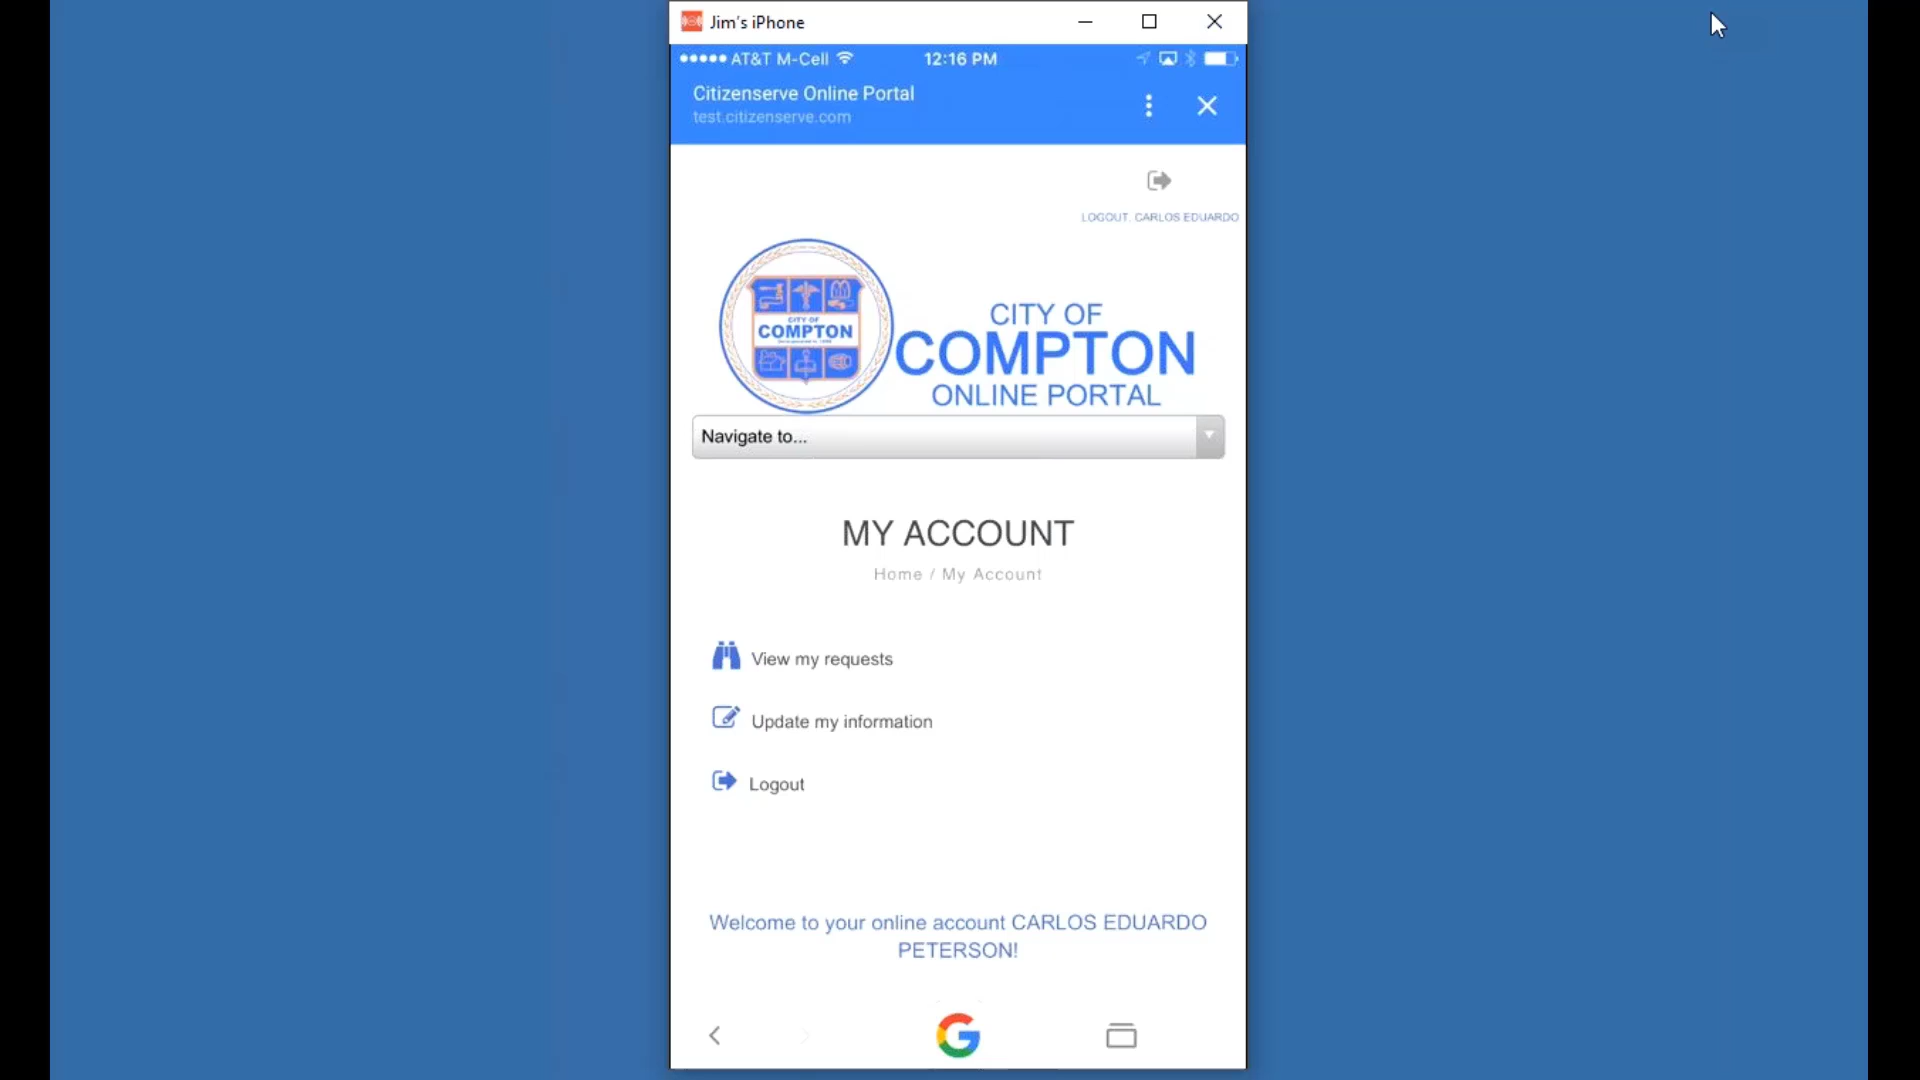 Jim's iPhone
AT&T M-Cell
12:16 PM
Citizenserve Online Portal
test.citizenserve.com
LOGOUT, CARLOS EDUARDO
CITY OF
COMPTON
CITY OF
COMPTON
ONLINE PORTAL
Navigate to...
MY ACCOUNT
Home / My Account
View my requests
Update my information
Logout
Welcome to your online account CARLOS EDUARDO
PETERSON!